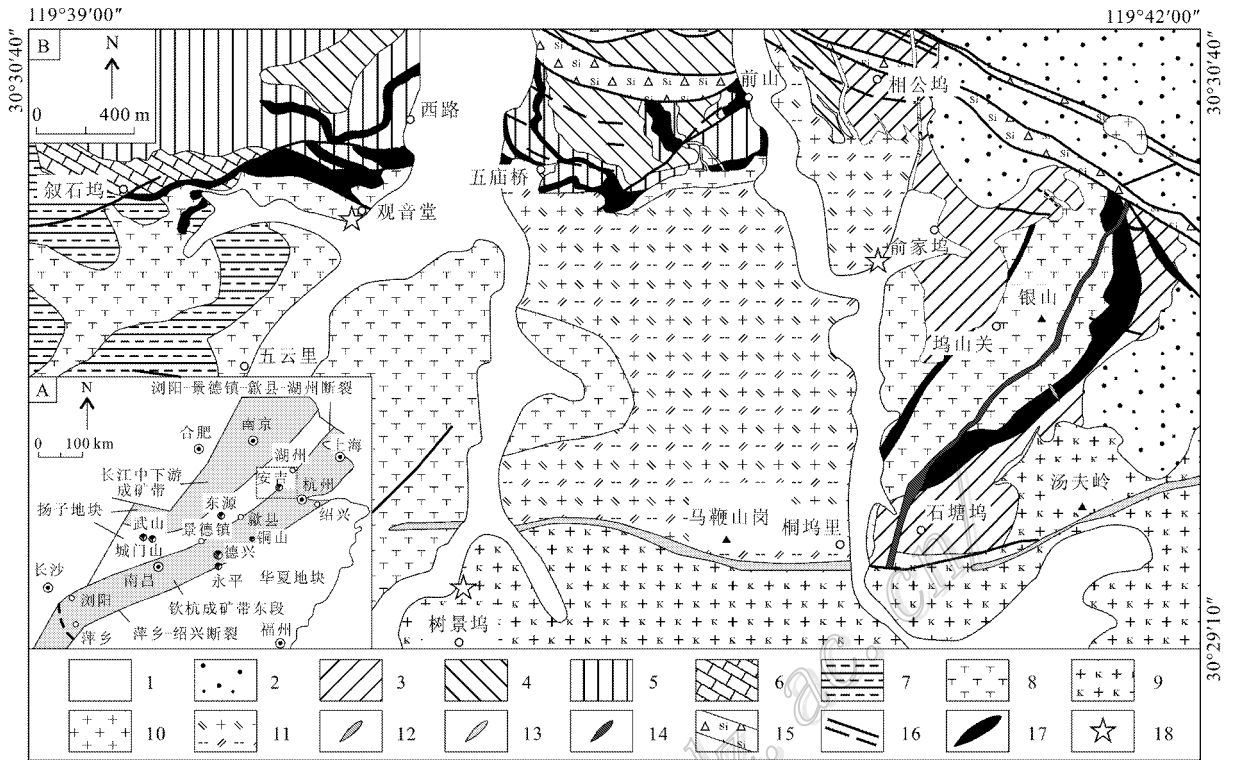 119°39′00″
119°42′00″
30°30′40″
30°30′40″
B
N
0 400 m
西路
前山
相公坞
叙石坞
观音堂
五庙桥
俞家坞
银山
坞山关
五云里
汤夫岭
石塘坞
马鞍山岗
桐坞里
树景坞
30°29′10″
A
N
0 100 km
浏阳-景德镇-歙县-湖州断裂
合肥
南京
上海
湖州
长江中下游
成矿带
安吉
杭州
扬子地块
东源
绍兴
武山
景德镇
歙县
铜山
城门山
德兴
长沙
南昌
永平
华夏地块
浏阳
钦杭成矿带东段
萍乡
萍乡-绍兴断裂
福州
1
2
3
4
5
6
7
8
9
10
11
12
13
14
15
16
17
18